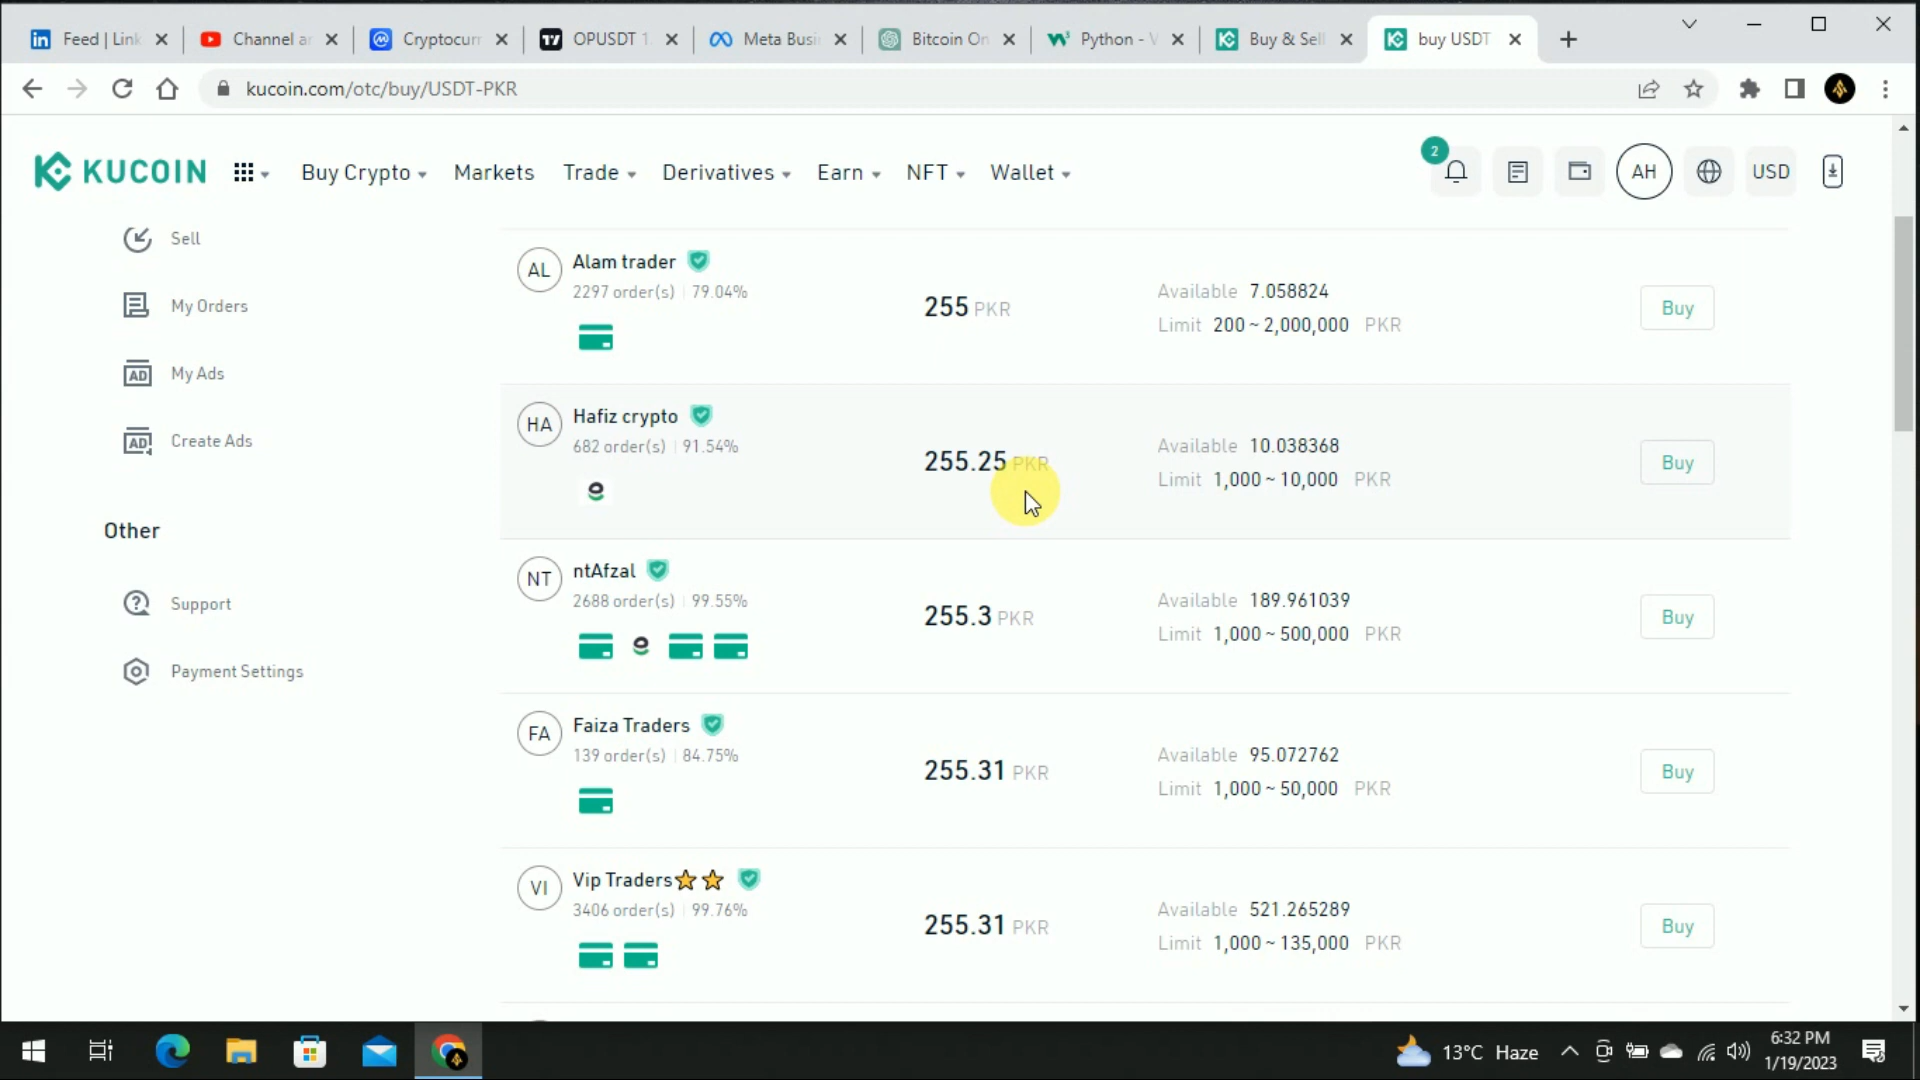 Feed | Link
Channel a
Cryptocurr
OPUSDT 1.
Meta Busi
Bitcoin On
Python - V
Buy & Sell
buy USDT
kucoin.com/otc/buy/USDT-PKR
KUCOIN
Buy Crypto
Markets
Trade
Derivatives
Earn
NFT
Wallet
2
AH
USD
Sell
My Orders
AD My Ads
AD Create Ads
Other
Support
Payment Settings
AL Alam trader
2297 order(s) | 79.04%
255 PKR
Available 7.058824
Limit 200 ~ 2,000,000 PKR
Buy
HA Hafiz crypto
682 order(s) | 91.54%
255.25 PKR
Available 10.038368
Limit 1,000 ~ 10,000 PKR
Buy
NT ntAfzal
2688 order(s) | 99.55%
255.3 PKR
Available 189.961039
Limit 1,000 ~ 500,000 PKR
Buy
FA Faiza Traders
139 order(s) | 84.75%
255.31 PKR
Available 95.072762
Limit 1,000 ~ 50,000 PKR
Buy
VI Vip Traders⭐⭐
3406 order(s) | 99.76%
255.31 PKR
Available 521.265289
Limit 1,000 ~ 135,000 PKR
Buy
13°C Haze
6:32 PM
1/19/2023